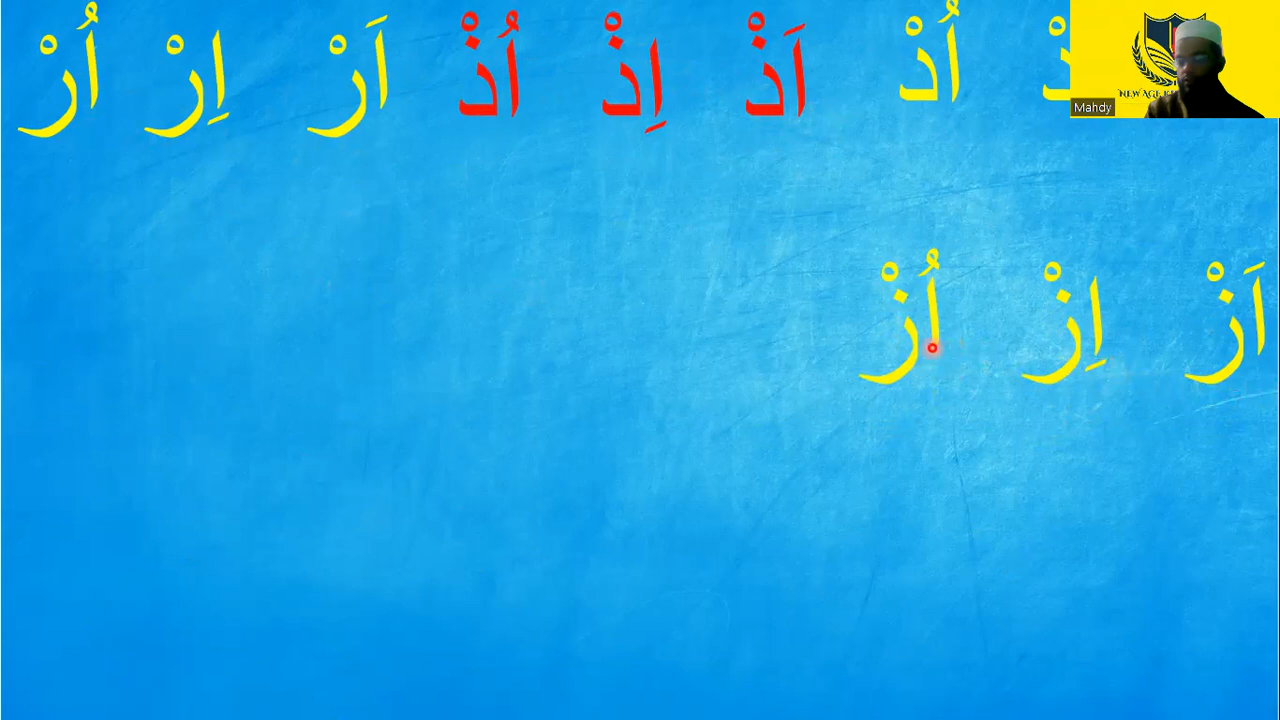 اُدْ اَذْ اِذْ اُذْ اَرْ اِرْ اُرْ
اَزْ اِزْ اُزْ
Mahdy